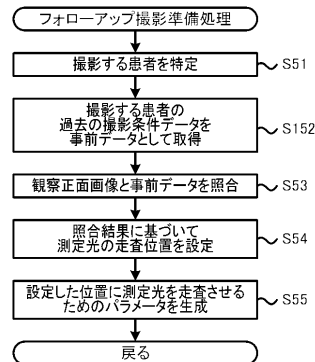 フォローアップ撮影準備処理
撮影する患者を特定
S51
撮影する患者の
過去の撮影条件データを
事前データとして取得
S152
観察正面画像と事前データを照合
S53
照合結果に基づいて
測定光の走査位置を設定
S54
設定した位置に測定光を走査させる
ためのパラメータを生成
S55
戻る